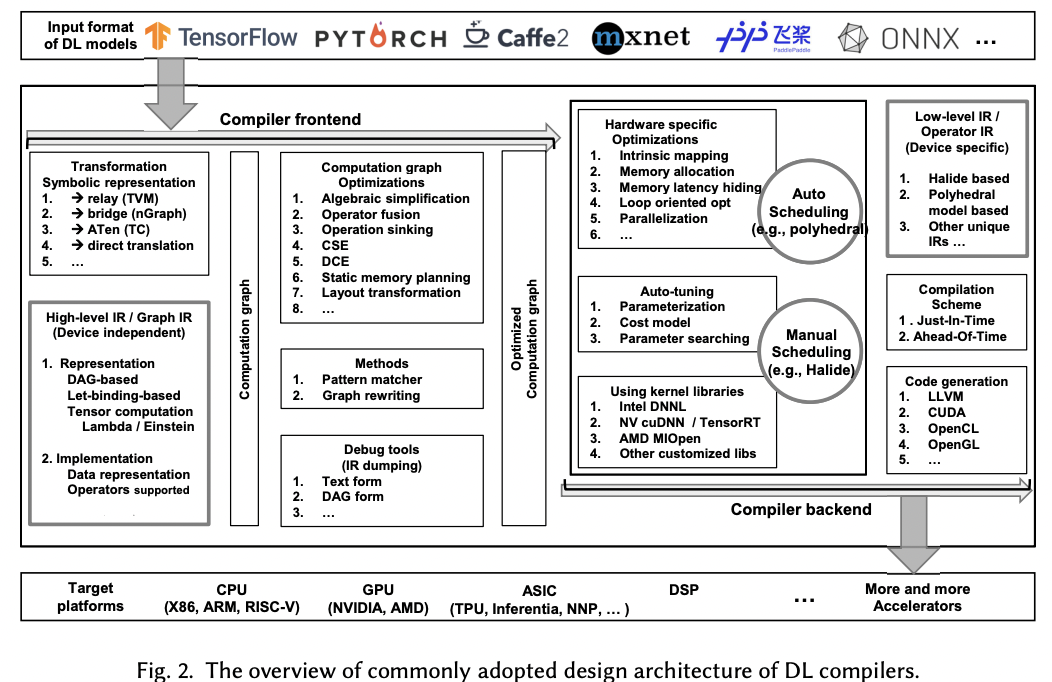 Input format
of DL models
TensorFlow
PYTORCH
Caffe2
mxnet
飞桨
PaddlePaddle
ONNX
...
Compiler frontend
Transformation
Symbolic representation
1. → relay (TVM)
2. → bridge (nGraph)
3. → ATen (TC)
4. → direct translation
5. ...
High-level IR / Graph IR
(Device independent)
1. Representation
DAG-based
Let-binding-based
Tensor computation
Lambda / Einstein
2. Implementation
Data representation
Operators supported
Computation graph
Computation graph
Optimizations
1. Algebraic simplification
2. Operator fusion
3. Operation sinking
4. CSE
5. DCE
6. Static memory planning
7. Layout transformation
8. ...
Methods
1. Pattern matcher
2. Graph rewriting
Debug tools
(IR dumping)
1. Text form
2. DAG form
3. ...
Optimized
Computation graph
Hardware specific
Optimizations
1. Intrinsic mapping
2. Memory allocation
3. Memory latency hiding
4. Loop oriented opt
5. Parallelization
6. ...
Auto
Scheduling
(e.g., polyhedral)
Auto-tuning
1. Parameterization
2. Cost model
3. Parameter searching
Manual
Scheduling
(e.g., Halide)
Using kernel libraries
1. Intel DNNL
2. NV cuDNN / TensorRT
3. AMD MIOpen
4. Other customized libs
Low-level IR /
Operator IR
(Device specific)
1. Halide based
2. Polyhedral
model based
3. Other unique
IRs ...
Compilation
Scheme
1 . Just-In-Time
2. Ahead-Of-Time
Code generation
1. LLVM
2. CUDA
3. OpenCL
4. OpenGL
5. ...
Compiler backend
Target
platforms
CPU
(X86, ARM, RISC-V)
GPU
(NVIDIA, AMD)
ASIC
(TPU, Inferentia, NNP, ... )
DSP
...
More and more
Accelerators
Fig. 2. The overview of commonly adopted design architecture of DL compilers.